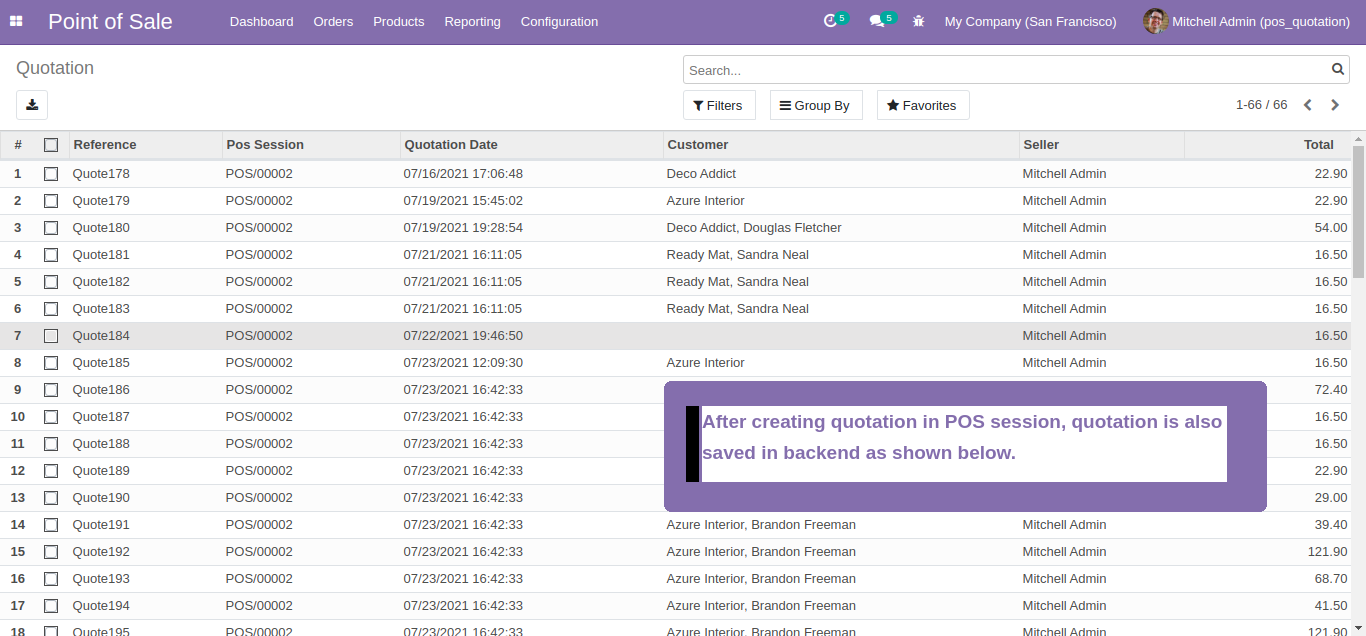 Point of Sale Dashboard Orders Products Reporting Configuration 5 5 My Company (San Francisco) Mitchell Admin (pos_quotation)
Quotation
Search...
Filters Group By Favorites 1-66 / 66
# Reference Pos Session Quotation Date Customer Seller Total
1 Quote178 POS/00002 07/16/2021 17:06:48 Deco Addict Mitchell Admin 22.90
2 Quote179 POS/00002 07/19/2021 15:45:02 Azure Interior Mitchell Admin 22.90
3 Quote180 POS/00002 07/19/2021 19:28:54 Deco Addict, Douglas Fletcher Mitchell Admin 54.00
4 Quote181 POS/00002 07/21/2021 16:11:05 Ready Mat, Sandra Neal Mitchell Admin 16.50
5 Quote182 POS/00002 07/21/2021 16:11:05 Ready Mat, Sandra Neal Mitchell Admin 16.50
6 Quote183 POS/00002 07/21/2021 16:11:05 Ready Mat, Sandra Neal Mitchell Admin 16.50
7 Quote184 POS/00002 07/22/2021 19:46:50 Mitchell Admin 16.50
8 Quote185 POS/00002 07/23/2021 12:09:30 Azure Interior Mitchell Admin 16.50
9 Quote186 POS/00002 07/23/2021 16:42:33 72.40
10 Quote187 POS/00002 07/23/2021 16:42:33 16.50
11 Quote188 POS/00002 07/23/2021 16:42:33 16.50
12 Quote189 POS/00002 07/23/2021 16:42:33 22.90
13 Quote190 POS/00002 07/23/2021 16:42:33 29.00
After creating quotation in POS session, quotation is also
saved in backend as shown below.
14 Quote191 POS/00002 07/23/2021 16:42:33 Azure Interior, Brandon Freeman Mitchell Admin 39.40
15 Quote192 POS/00002 07/23/2021 16:42:33 Azure Interior, Brandon Freeman Mitchell Admin 121.90
16 Quote193 POS/00002 07/23/2021 16:42:33 Azure Interior, Brandon Freeman Mitchell Admin 68.70
17 Quote194 POS/00002 07/23/2021 16:42:33 Azure Interior, Brandon Freeman Mitchell Admin 41.50
18 Quote195 POS/00002 07/23/2021 16:42:33 Azure Interior, Brandon Freeman Mitchell Admin 121.90